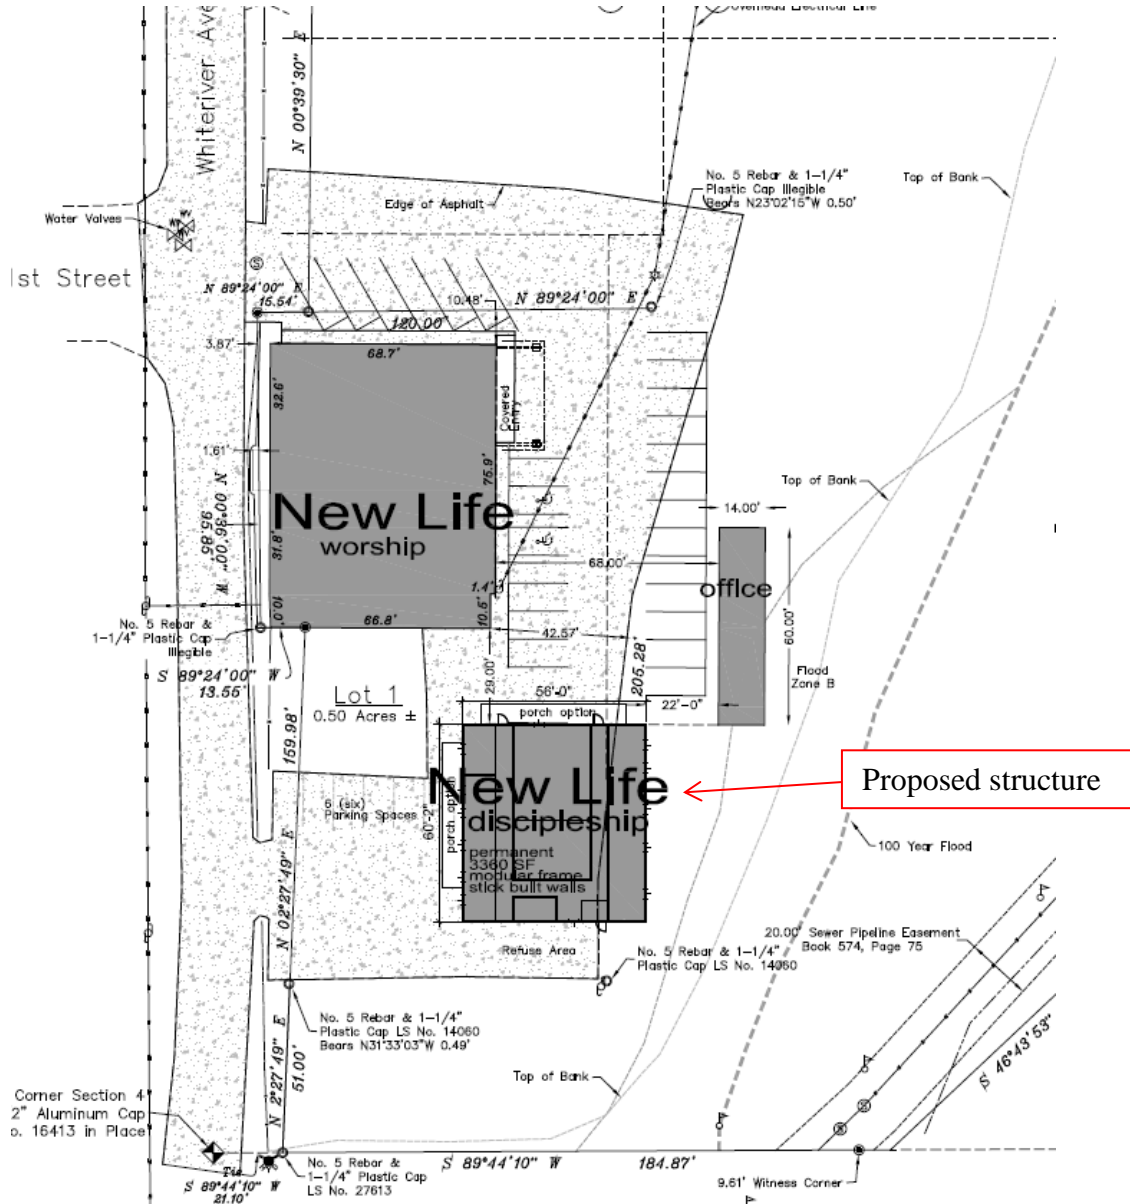 Overhead Electrical Line
Whiteriver Ave
N 00°39'30" E
No. 5 Rebar & 1-1/4"
Plastic Cap Illegible
Bears N23°02'15"W 0.50'
Top of Bank
Edge of Asphalt
Water Valves
WV
WV
WV
1st Street
S
N 89°24'00" E
15.54'
10.48'
N 89°24'00" E
120.00'
3.87'
68.7'
32.6'
Covered
Entry
1.61'
75.9'
N 00°36'00" W
95.85'
Top of Bank
14.00'
New Life
worship
31.8'
68.00'
office
1.4'
60.00'
10.0'
10.5'
66.8'
42.57'
No. 5 Rebar &
1-1/4" Plastic Cap
Illegible
S 89°24'00" W
13.55'
29.00'
205.28'
Flood
Zone B
Lot 1
0.50 Acres ±
56'-0"
porch option
22'-0"
159.98'
New Life
discipleship
permanent
3360 SF
modular frame
stick built walls
porch option
60'-2"
6 (six)
Parking Spaces
Proposed structure
100 Year Flood
N 02°27'49" E
20.00' Sewer Pipeline Easement
Book 574, Page 75
Refuse Area
No. 5 Rebar & 1-1/4"
Plastic Cap LS No. 14060
No. 5 Rebar & 1-1/4"
Plastic Cap LS No. 14060
Bears N31°33'03"W 0.49'
N 2°27'49" E
51.00'
S 46°43'53"
Top of Bank
Corner Section 4
2" Aluminum Cap
o. 16413 in Place
S
S
Tie
S 89°44'10" W
21.10'
No. 5 Rebar &
1-1/4" Plastic Cap
LS No. 27613
S 89°44'10" W
184.87'
9.61' Witness Corner